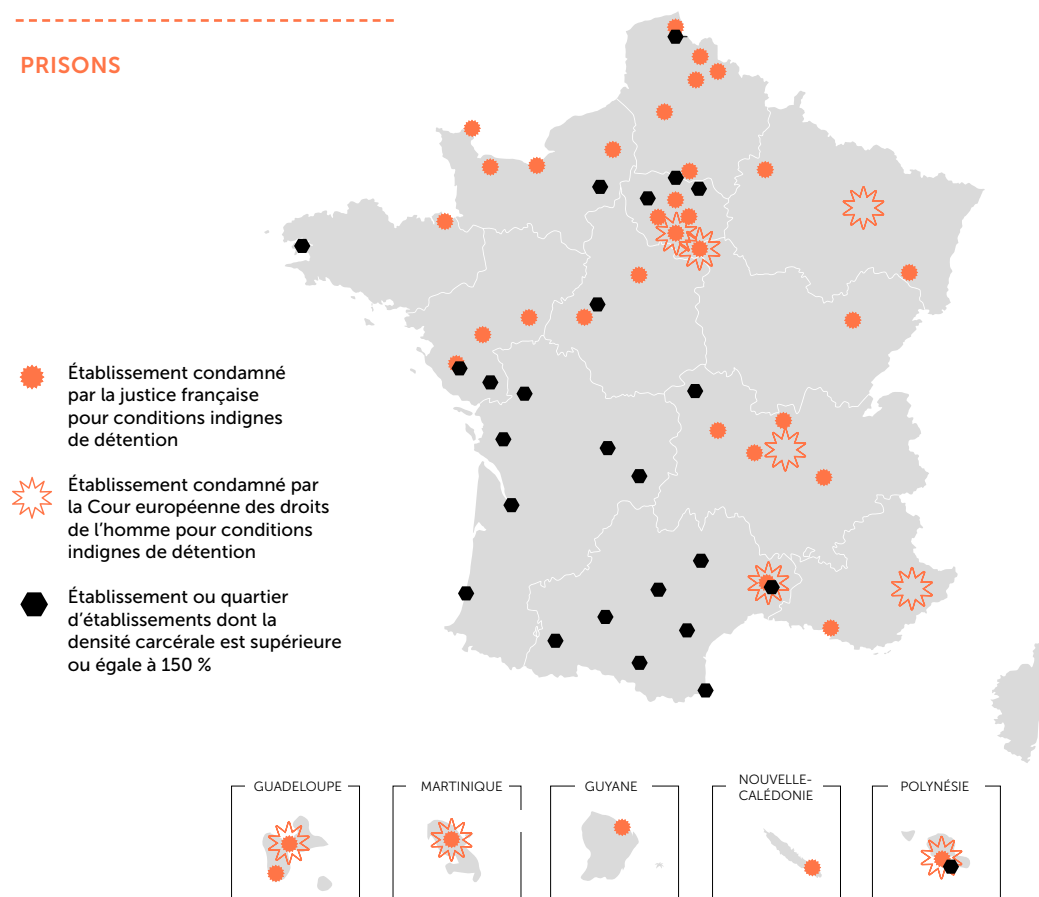 PRISONS
Établissement condamné
par la justice française
pour conditions indignes
de détention
Établissement condamné par
la Cour européenne des droits
de l'homme pour conditions
indignes de détention
Établissement ou quartier
d'établissements dont la
densité carcérale est supérieure
ou égale à 150 %
GUADELOUPE
MARTINIQUE
GUYANE
NOUVELLE-
CALÉDONIE
POLYNÉSIE